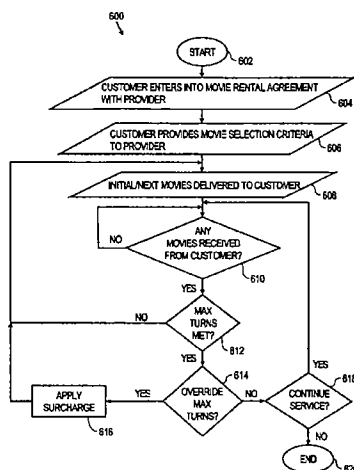 600
START
602
CUSTOMER ENTERS INTO MOVIE RENTAL AGREEMENT
WITH PROVIDER
604
CUSTOMER PROVIDES MOVIE SELECTION CRITERIA
TO PROVIDER
606
INITIAL/NEXT MOVIES DELIVERED TO CUSTOMER
608
NO
ANY
MOVIES RECEIVED
FROM CUSTOMER?
610
YES
NO
MAX
TURNS
MET?
612
YES
614
YES
618
APPLY
SURCHARGE
616
YES
OVERRIDE
MAX
TURNS?
NO
CONTINUE
SERVICE?
NO
END